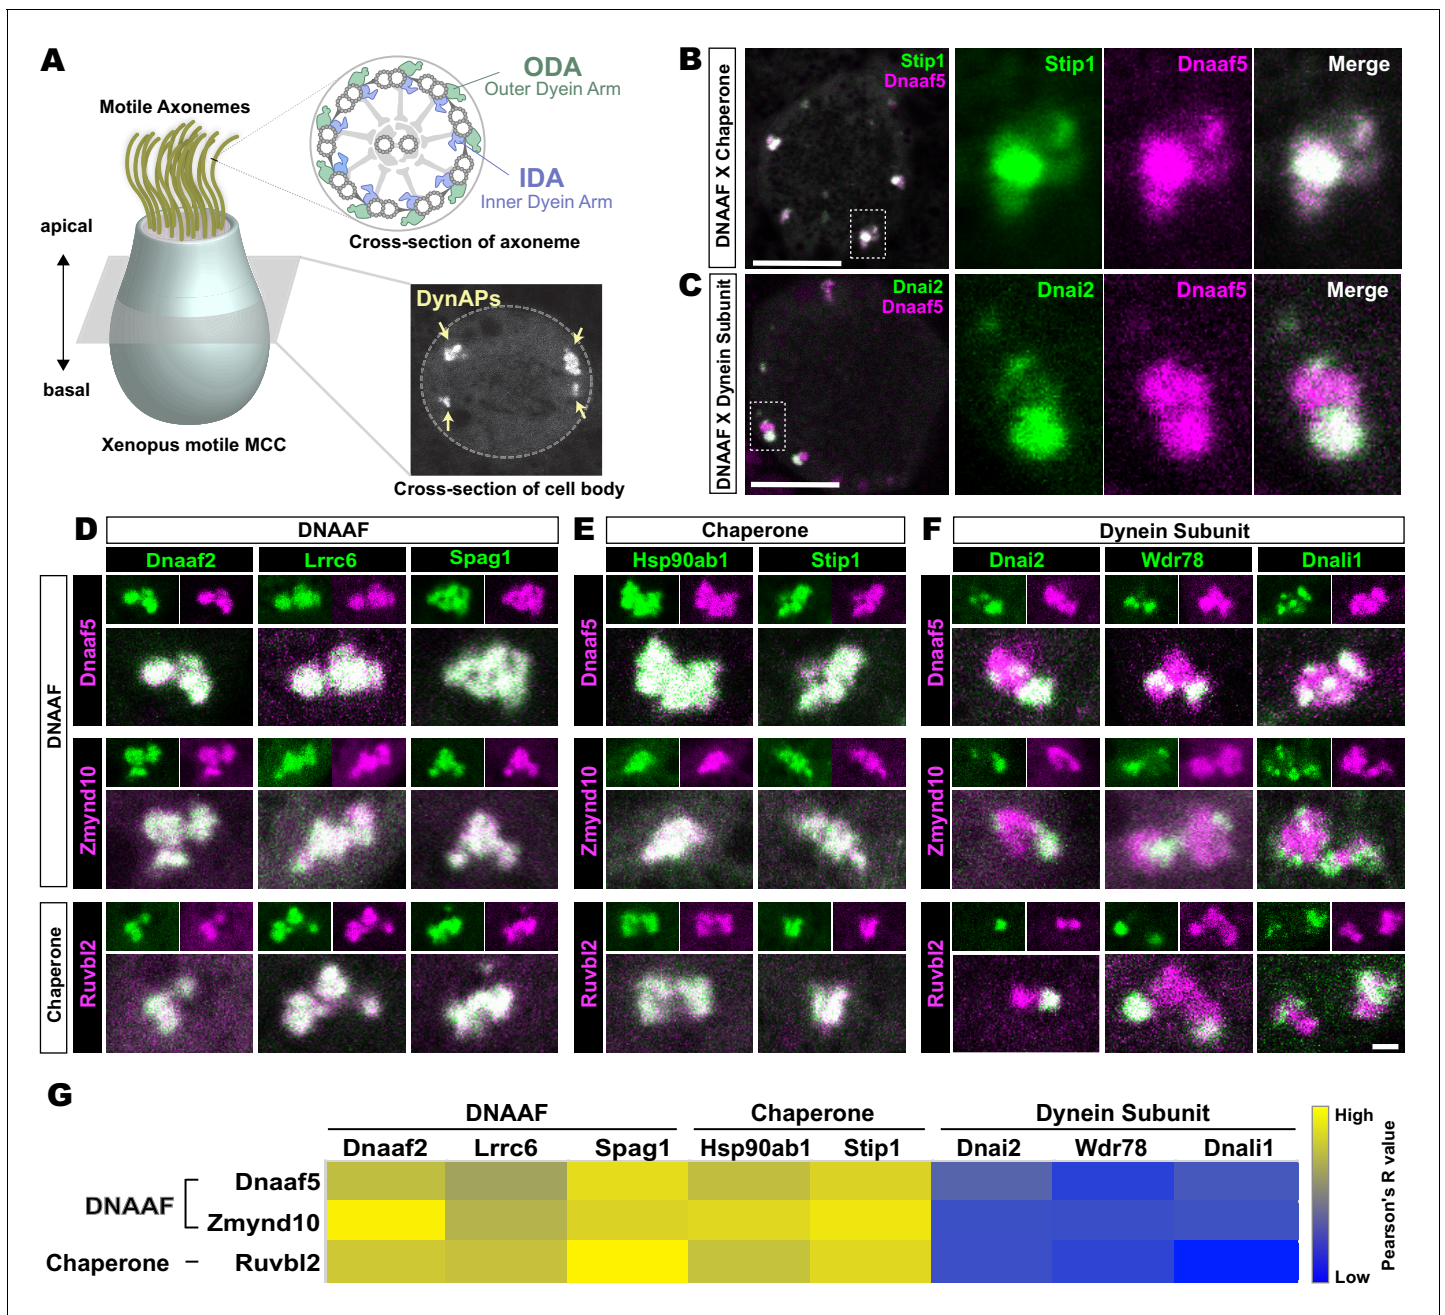 A
Motile Axonemes
ODA
Outer Dyein Arm
IDA
Inner Dyein Arm
Cross-section of axoneme
apical
basal
Xenopus motile MCC
DynAPs
Cross-section of cell body
B
DNAAF X Chaperone
Stip1
Dnaaf5
Stip1
Dnaaf5
Merge
C
DNAAF X Dynein Subunit
Dnai2
Dnaaf5
Dnai2
Dnaaf5
Merge
D
DNAAF
Dnaaf2 Lrrc6 Spag1
E
Chaperone
Hsp90ab1 Stip1
F
Dynein Subunit
Dnai2 Wdr78 Dnali1
DNAAF
Dnaaf5
Dnaaf5
Dnaaf5
Zmynd10
Zmynd10
Zmynd10
Chaperone
Ruvbl2
Ruvbl2
Ruvbl2
G
DNAAF Chaperone Dynein Subunit
Dnaaf2 Lrrc6 Spag1 Hsp90ab1 Stip1 Dnai2 Wdr78 Dnali1
DNAAF
Dnaaf5
Zmynd10
Chaperone – Ruvbl2
High
Pearson's R value
Low